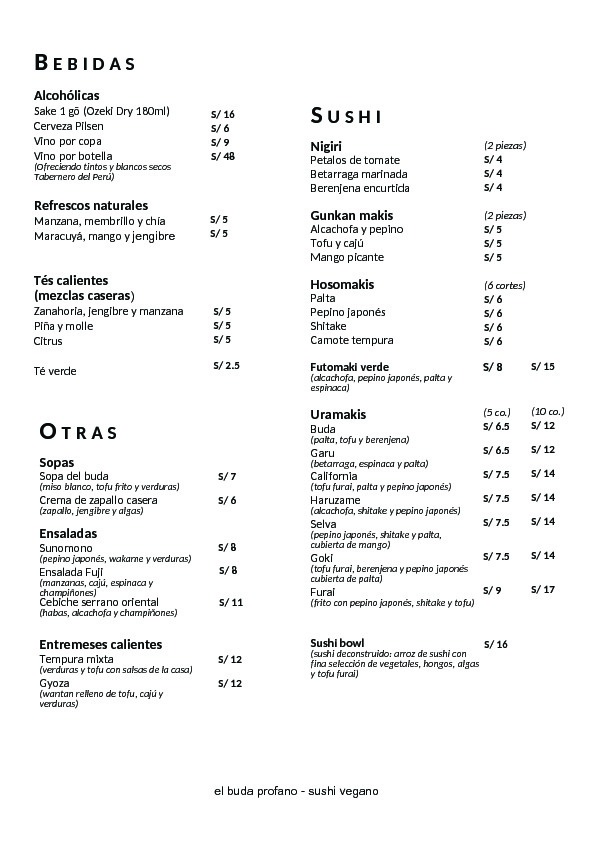 BEBIDAS
Alcohólicas
Sake 1 gō (Ozeki Dry 180ml) S/ 16
Cerveza Pilsen S/ 6
Vino por copa S/ 9
Vino por botella S/ 48
(Ofreciendo tintos y blancos secos
Tabernero del Perú)
Refrescos naturales
Manzana, membrillo y chía S/ 5
Maracuyá, mango y jengibre S/ 5
Tés calientes
(mezclas caseras)
Zanahoria, jengibre y manzana S/ 5
Piña y molle S/ 5
Citrus S/ 5
Té verde S/ 2.5
OTRAS
Sopas
Sopa del buda S/ 7
(miso blanco, tofu frito y verduras)
Crema de zapallo casera S/ 6
(zapallo, jengibre y algas)
Ensaladas
Sunomono S/ 8
(pepino japonés, wakame y verduras)
Ensalada Fuji S/ 8
(manzanas, cajú, espinaca y
champiñones)
Cebiche serrano oriental S/ 11
(habas, alcachofa y champiñones)
Entremeses calientes
Tempura mixta S/ 12
(verduras y tofu con salsas de la casa)
Gyoza S/ 12
(wantan relleno de tofu, cajú y
verduras)
SUSHI
Nigiri (2 piezas)
Petalos de tomate S/ 4
Betarraga marinada S/ 4
Berenjena encurtida S/ 4
Gunkan makis (2 piezas)
Alcachofa y pepino S/ 5
Tofu y cajú S/ 5
Mango picante S/ 5
Hosomakis (6 cortes)
Palta S/ 6
Pepino japonés S/ 6
Shitake S/ 6
Camote tempura S/ 6
Futomaki verde S/ 8 S/ 15
(alcachofa, pepino japonés, palta y
espinaca)
Uramakis (5 co.) (10 co.)
Buda S/ 6.5 S/ 12
(palta, tofu y berenjena)
Garu S/ 6.5 S/ 12
(betarraga, espinaca y palta)
California S/ 7.5 S/ 14
(tofu furai, palta y pepino japonés)
Haruzame S/ 7.5 S/ 14
(alcachofa, shitake y pepino japonés)
Selva S/ 7.5 S/ 14
(pepino japonés, shitake y palta,
cubierta de mango)
Goki S/ 7.5 S/ 14
(tofu furai, berenjena y pepino japonés
cubierta de palta)
Furai S/ 9 S/ 17
(frito con pepino japonés, shitake y tofu)
Sushi bowl S/ 16
(sushi deconstruido: arroz de sushi con
fina selección de vegetales, hongos, algas
y tofu furai)
el buda profano - sushi vegano